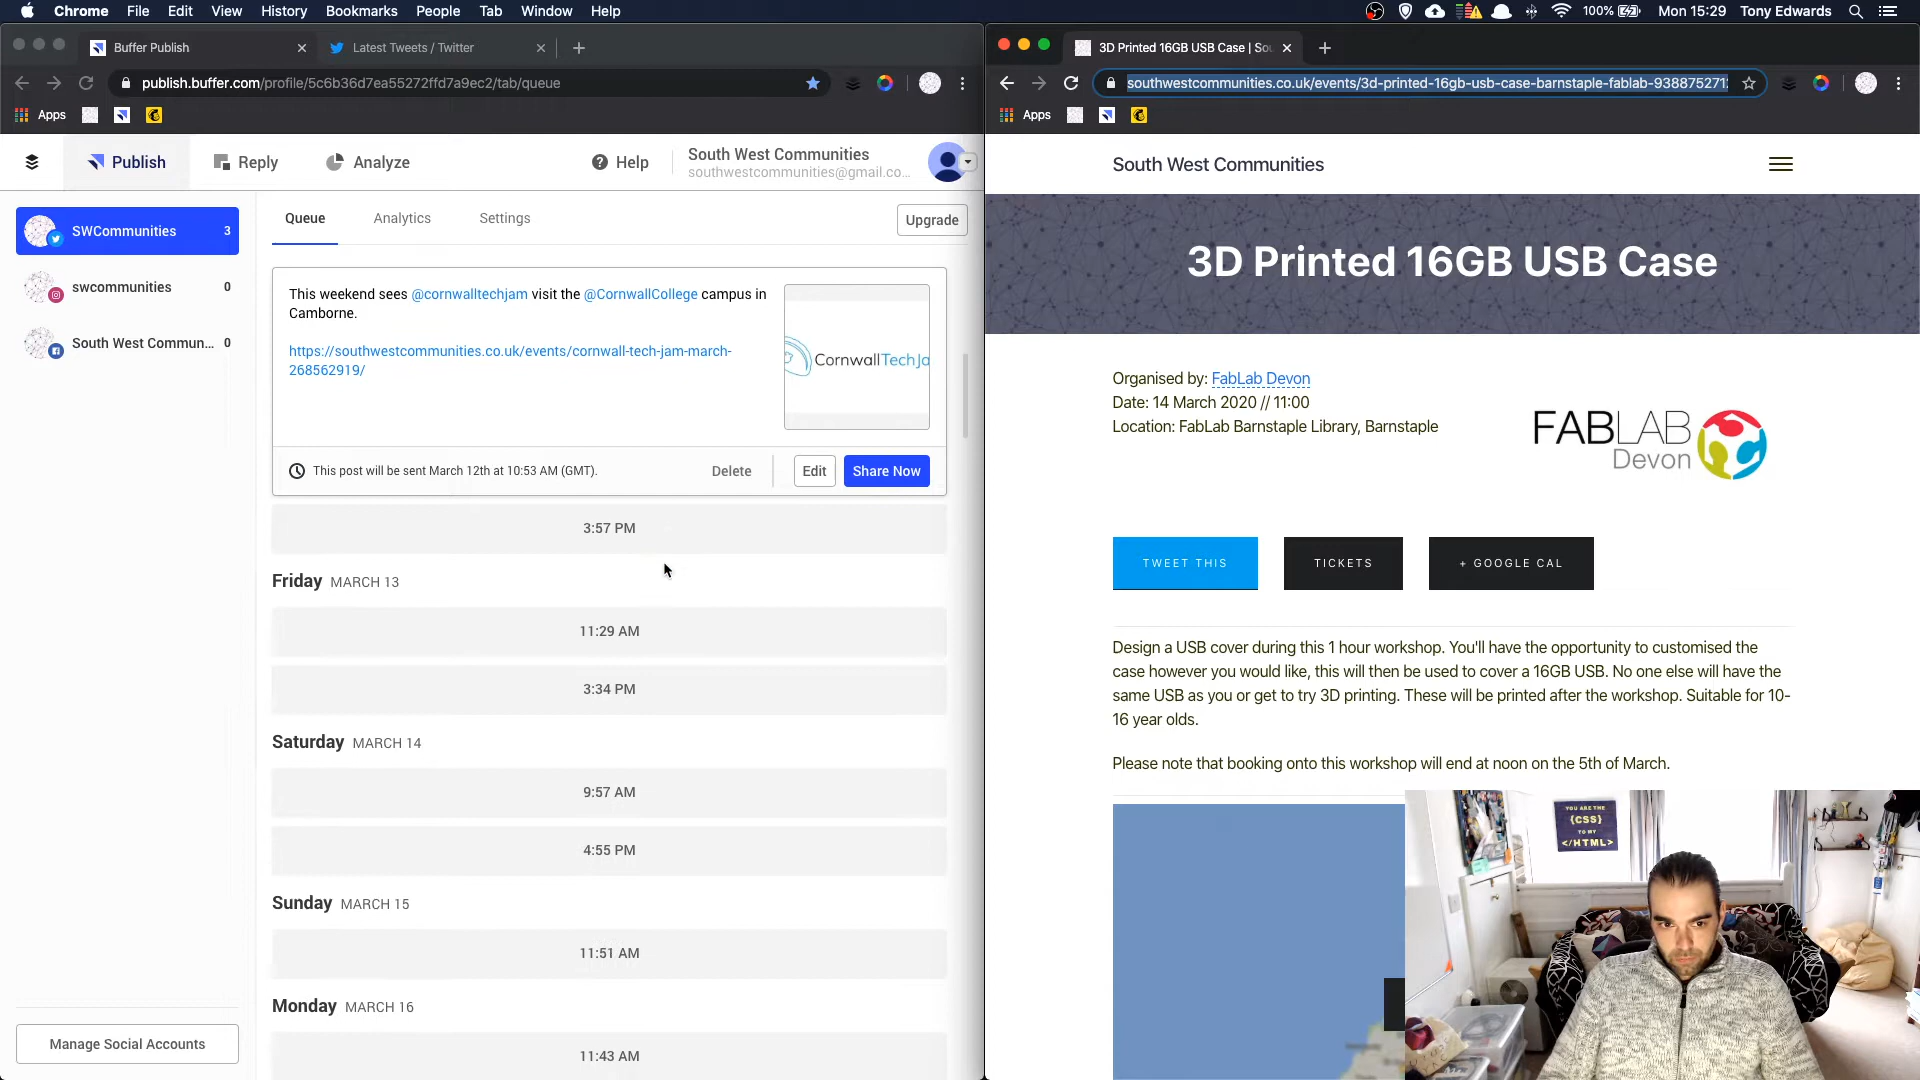 Chrome File Edit View History Bookmarks People Tab Window Help
100% Mon 15:29 Tony Edwards
Buffer Publish
Latest Tweets / Twitter
publish.buffer.com/profile/5c6b36d7ea55272ffd7a9ec2/tab/queue
Apps
Publish
Reply
Analyze
Help
South West Communities
southwestcommunities@gmail.co...
SWCommunities 3
swcommunities 0
South West Commun... 0
Manage Social Accounts
Queue
Analytics
Settings
Upgrade
This weekend sees @cornwalltechjam visit the @CornwallCollege campus in
Camborne.
https://southwestcommunities.co.uk/events/cornwall-tech-jam-march-
268562919/
CornwallTechJa
This post will be sent March 12th at 10:53 AM (GMT).
Delete
Edit
Share Now
3:57 PM
Friday MARCH 13
11:29 AM
3:34 PM
Saturday MARCH 14
9:57 AM
4:55 PM
Sunday MARCH 15
11:51 AM
Monday MARCH 16
11:43 AM
3D Printed 16GB USB Case | Sou
southwestcommunities.co.uk/events/3d-printed-16gb-usb-case-barnstaple-fablab-9388752712
Apps
South West Communities
3D Printed 16GB USB Case
Organised by: FabLab Devon
Date: 14 March 2020 // 11:00
Location: FabLab Barnstaple Library, Barnstaple
FABLAB
Devon
TWEET THIS
TICKETS
+ GOOGLE CAL
Design a USB cover during this 1 hour workshop. You'll have the opportunity to customised the
case however you would like, this will then be used to cover a 16GB USB. No one else will have the
same USB as you or get to try 3D printing. These will be printed after the workshop. Suitable for 10-
16 year olds.
Please note that booking onto this workshop will end at noon on the 5th of March.
YOU ARE THE
{CSS}
TO MY
</HTML>